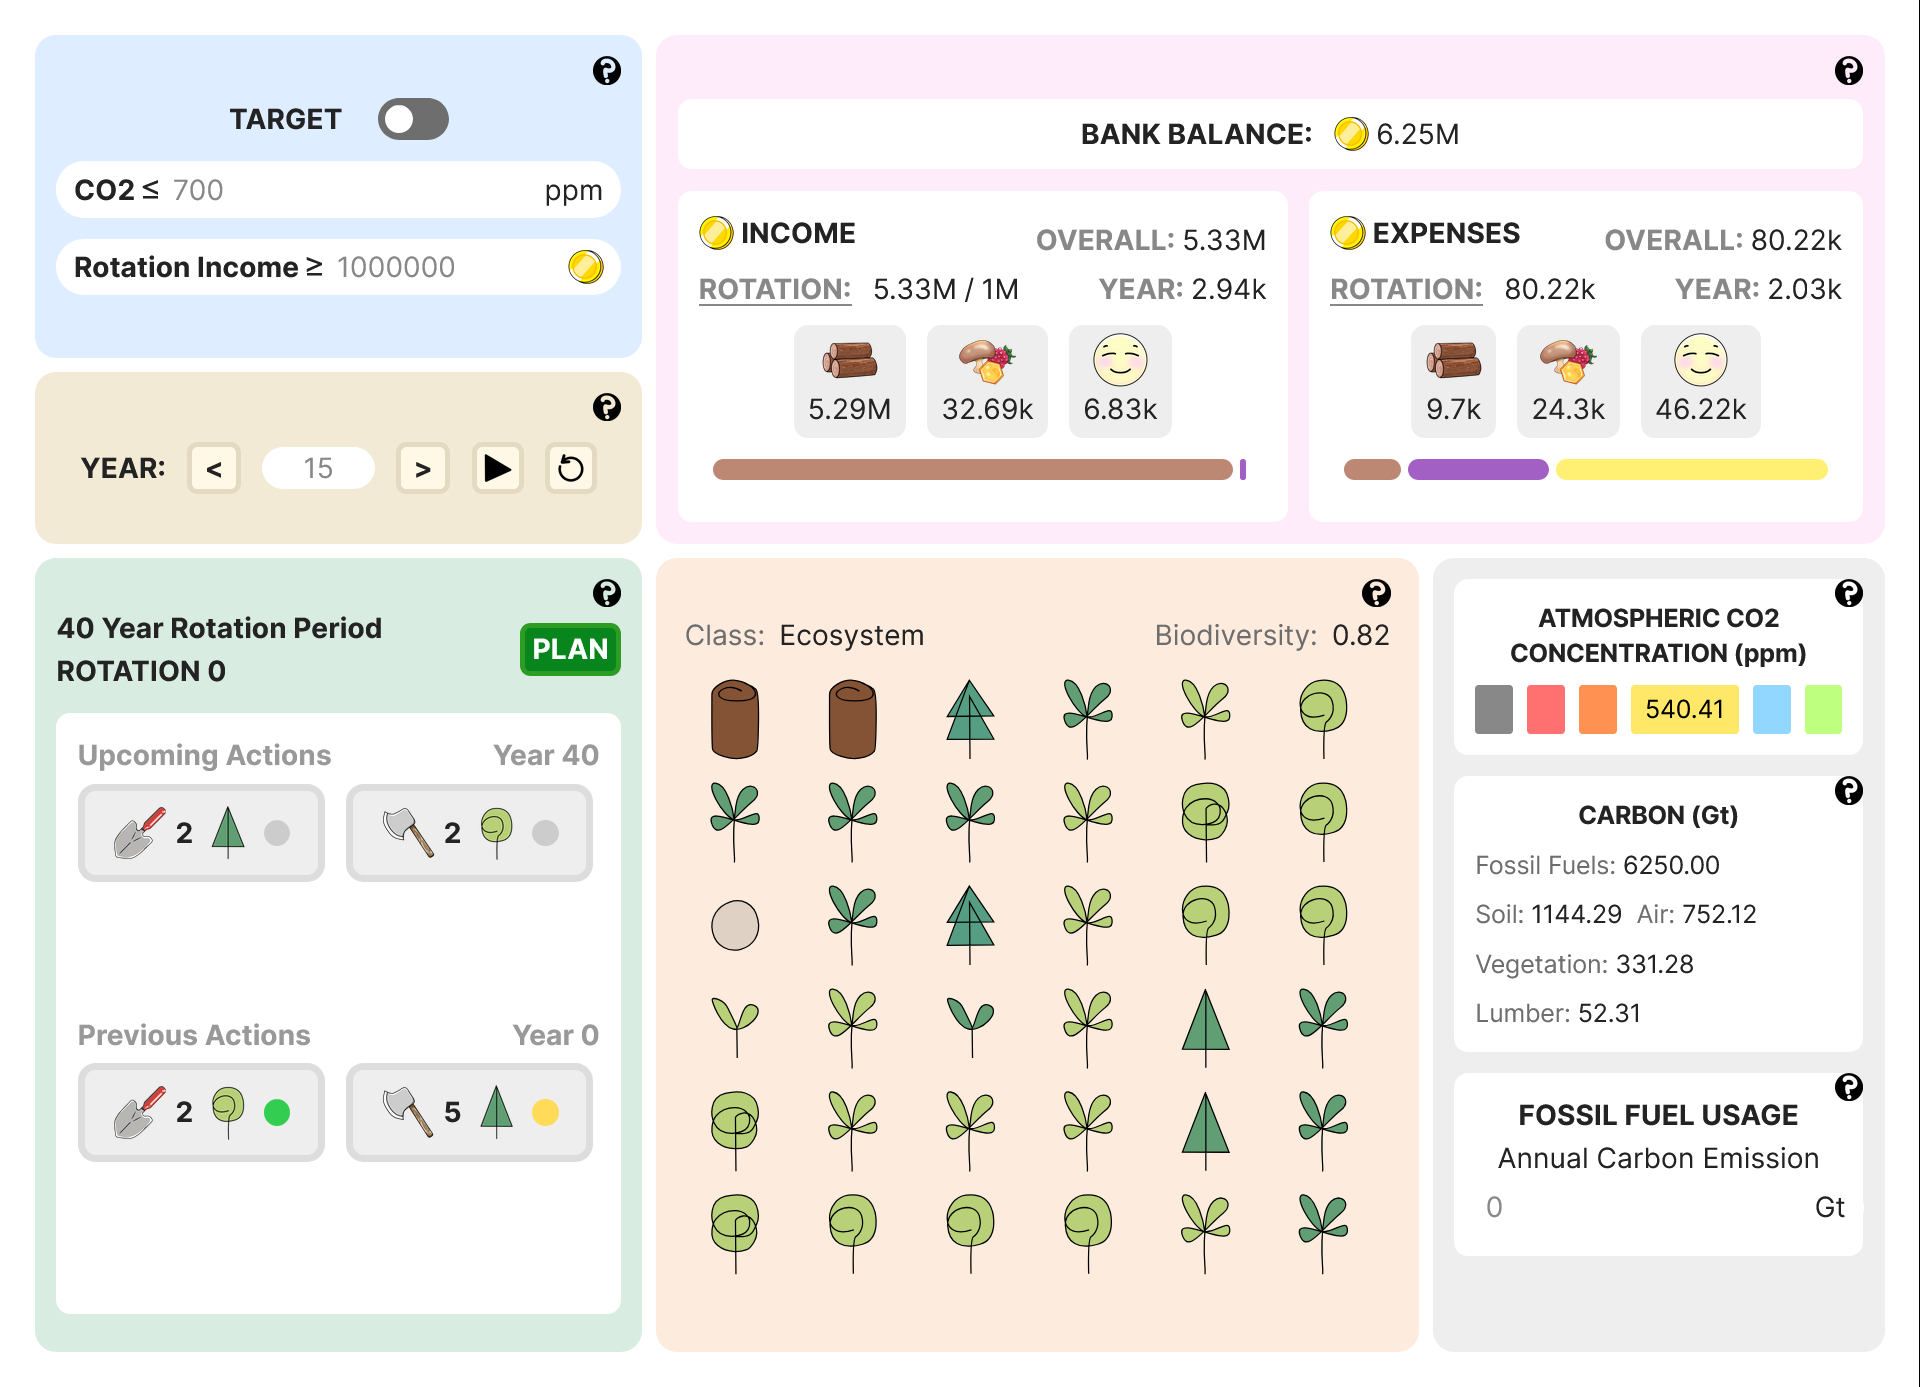 TARGET
CO2 ≤ 700 ppm
Rotation Income ≥ 1000000
YEAR: < 15 >
BANK BALANCE: 6.25M
INCOME OVERALL: 5.33M
ROTATION: 5.33M / 1M YEAR: 2.94k
5.29M 32.69k 6.83k
EXPENSES OVERALL: 80.22k
ROTATION: 80.22k YEAR: 2.03k
9.7k 24.3k 46.22k
40 Year Rotation Period
ROTATION 0
PLAN
Upcoming Actions Year 40
2 2
Previous Actions Year 0
2 5
Class: Ecosystem Biodiversity: 0.82
ATMOSPHERIC CO2
CONCENTRATION (ppm)
540.41
CARBON (Gt)
Fossil Fuels: 6250.00
Soil: 1144.29 Air: 752.12
Vegetation: 331.28
Lumber: 52.31
FOSSIL FUEL USAGE
Annual Carbon Emission
0 Gt